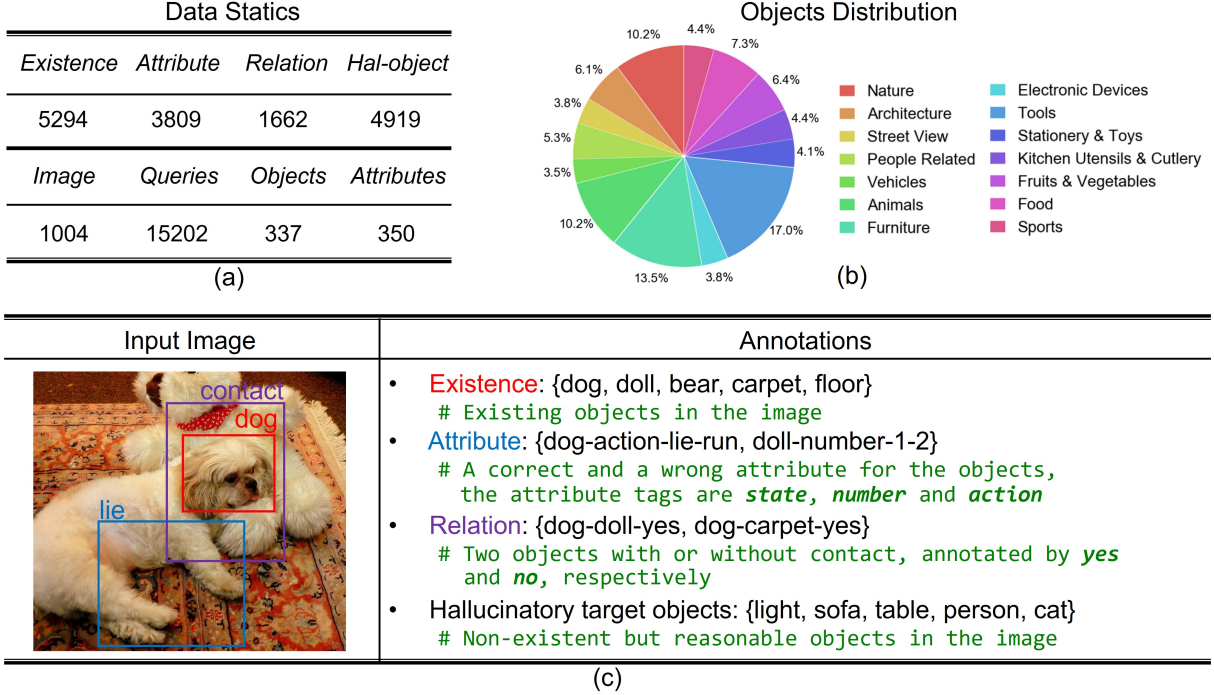 Data Statics
Existence Attribute Relation Hal-object
5294 3809 1662 4919
Image Queries Objects Attributes
1004 15202 337 350
(a)
Objects Distribution
10.2%
4.4%
7.3%
6.4%
4.4%
4.1%
17.0%
3.8%
13.5%
10.2%
3.5%
5.3%
3.8%
6.1%
Nature
Architecture
Street View
People Related
Vehicles
Animals
Furniture
Electronic Devices
Tools
Stationery & Toys
Kitchen Utensils & Cutlery
Fruits & Vegetables
Food
Sports
(b)
Input Image
Annotations
contact
dog
lie
• Existence: {dog, doll, bear, carpet, floor}
# Existing objects in the image
• Attribute: {dog-action-lie-run, doll-number-1-2}
# A correct and a wrong attribute for the objects,
the attribute tags are state, number and action
• Relation: {dog-doll-yes, dog-carpet-yes}
# Two objects with or without contact, annotated by yes
and no, respectively
• Hallucinatory target objects: {light, sofa, table, person, cat}
# Non-existent but reasonable objects in the image
(c)